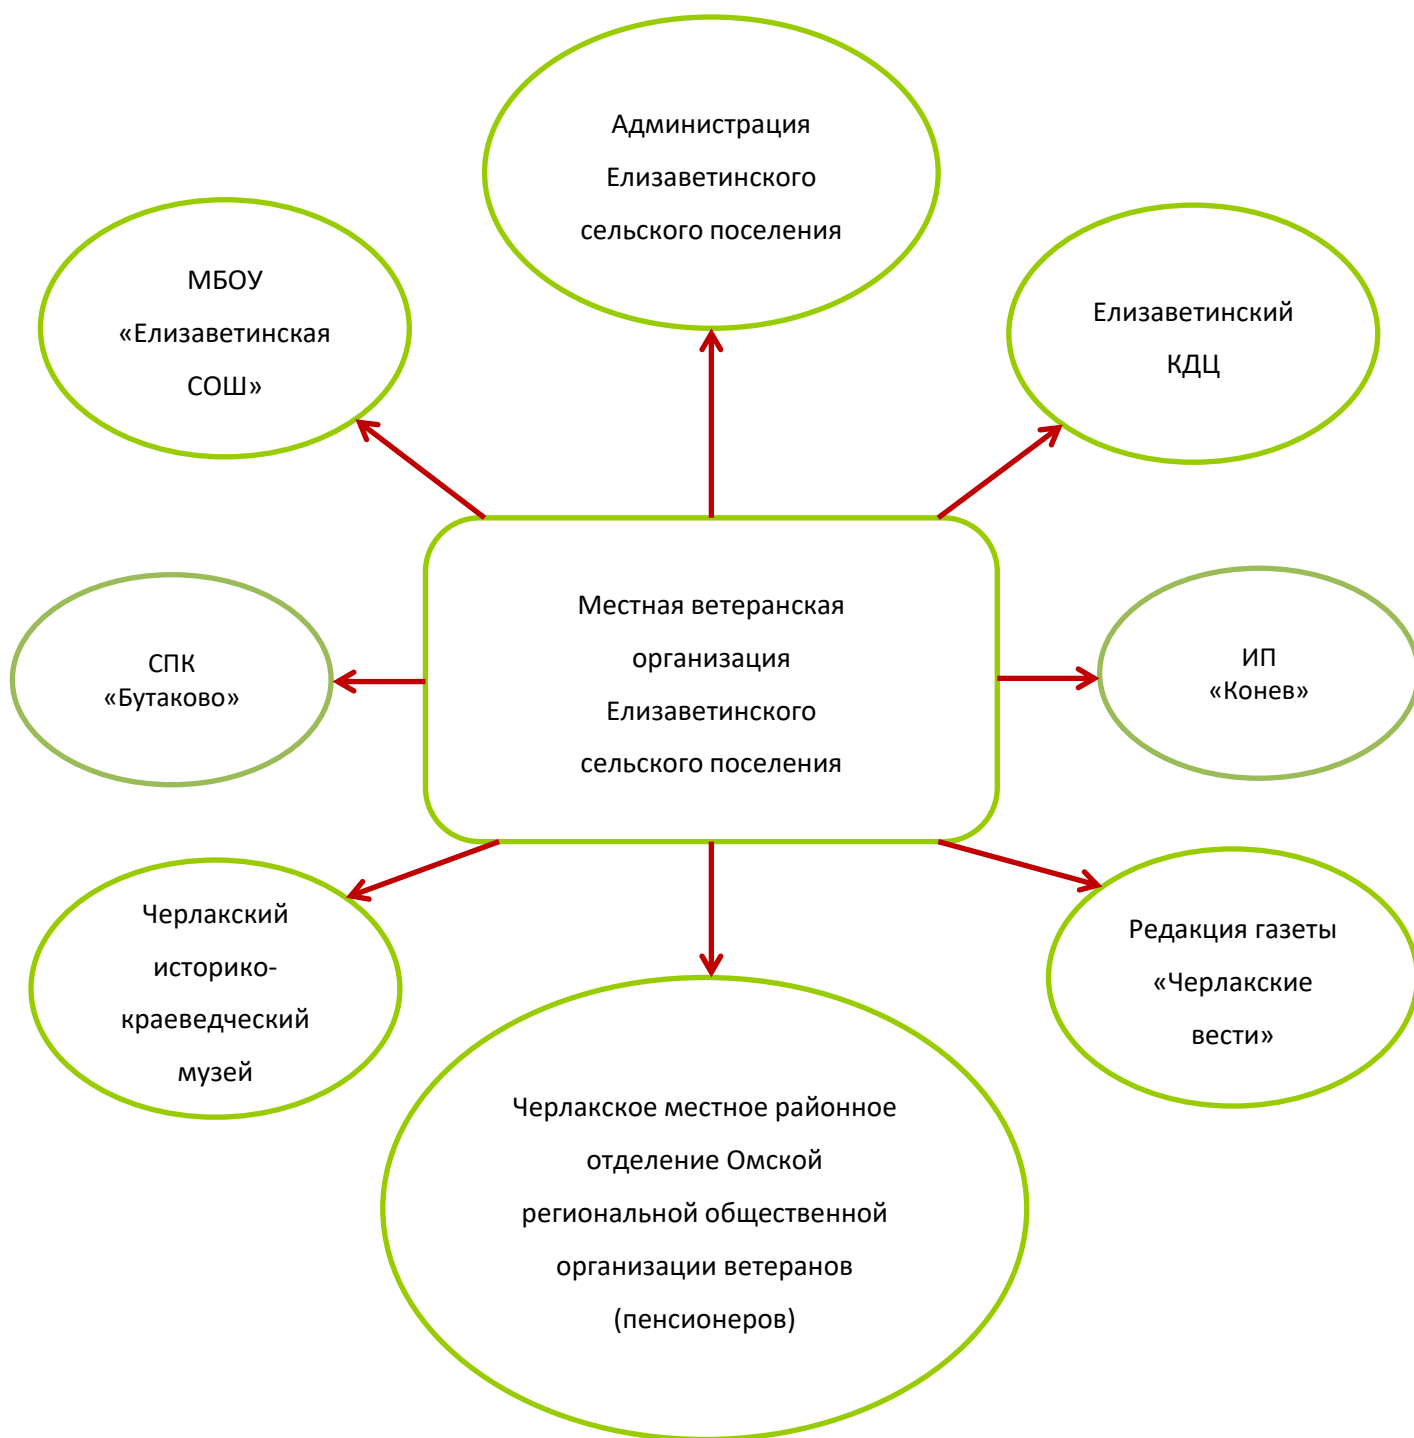 Администрация
Елизаветинского
сельского поселения
МБОУ
«Елизаветинская
СОШ»
Елизаветинский
КДЦ
Местная ветеранская
организация
Елизаветинского
сельского поселения
СПК
«Бутаково»
ИП
«Конев»
Черлакский
историко-
краеведческий
музей
Редакция газеты
«Черлакские
вести»
Черлакское местное районное
отделение Омской
региональной общественной
организации ветеранов
(пенсионеров)